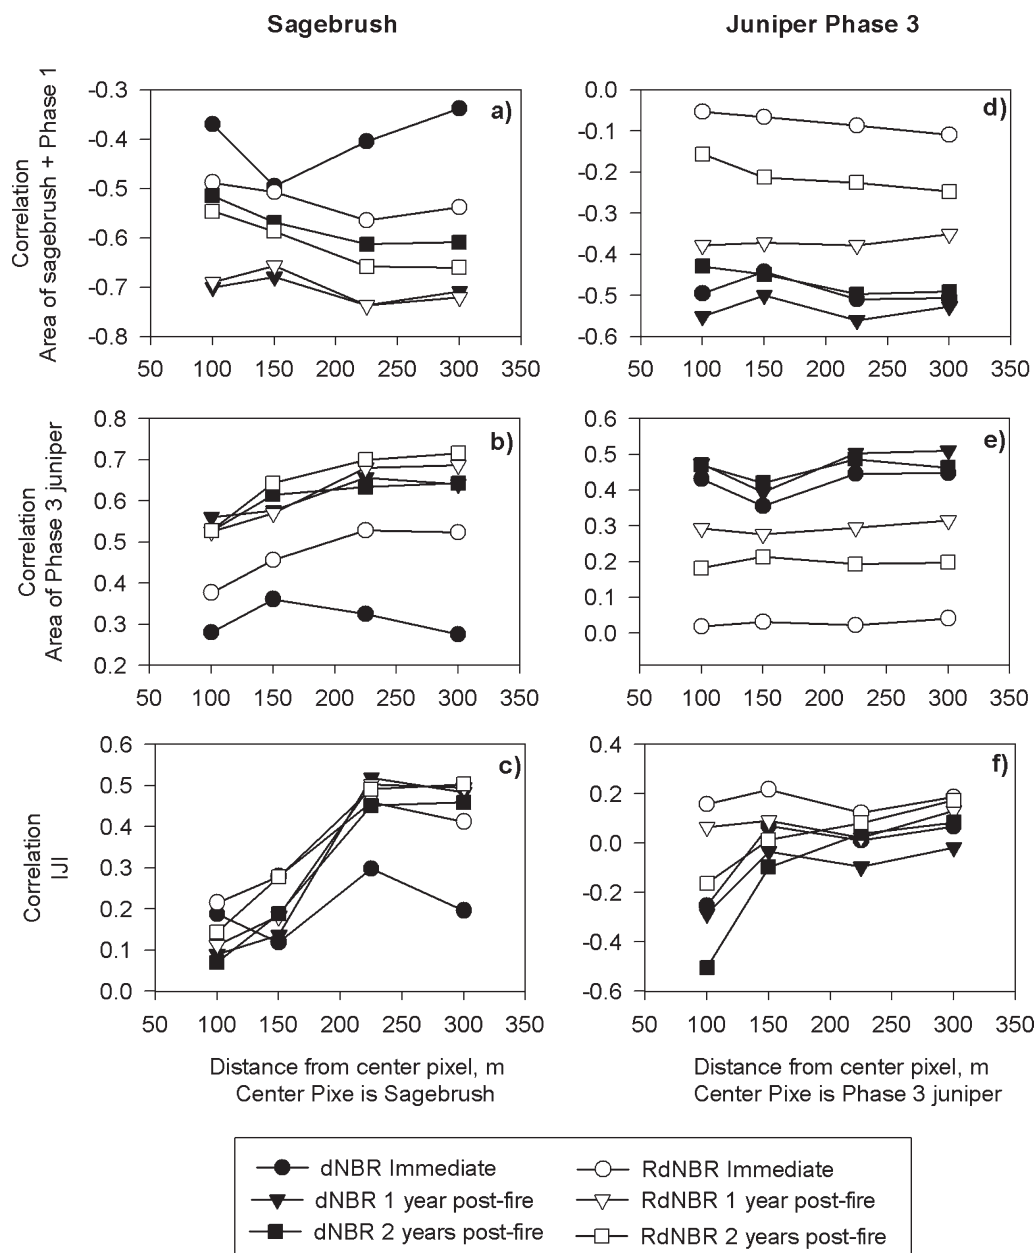 Sagebrush
Juniper Phase 3
Correlation
Area of sagebrush + Phase 1
-0.3
-0.4
-0.5
-0.6
-0.7
-0.8
a)
50 100 150 200 250 300 350
0.0
-0.1
-0.2
-0.3
-0.4
-0.5
-0.6
d)
50 100 150 200 250 300 350
Correlation
Area of Phase 3 juniper
0.8
0.7
0.6
0.5
0.4
0.3
0.2
b)
50 100 150 200 250 300 350
0.6
0.5
0.4
0.3
0.2
0.1
0.0
e)
50 100 150 200 250 300 350
Correlation
IJI
0.6
0.5
0.4
0.3
0.2
0.1
0.0
c)
50 100 150 200 250 300 350
Distance from center pixel, m
Center Pixe is Sagebrush
0.4
0.2
0.0
-0.2
-0.4
-0.6
f)
50 100 150 200 250 300 350
Distance from center pixel, m
Center Pixe is Phase 3 juniper
dNBR Immediate
dNBR 1 year post-fire
dNBR 2 years post-fire
RdNBR Immediate
RdNBR 1 year post-fire
RdNBR 2 years post-fire